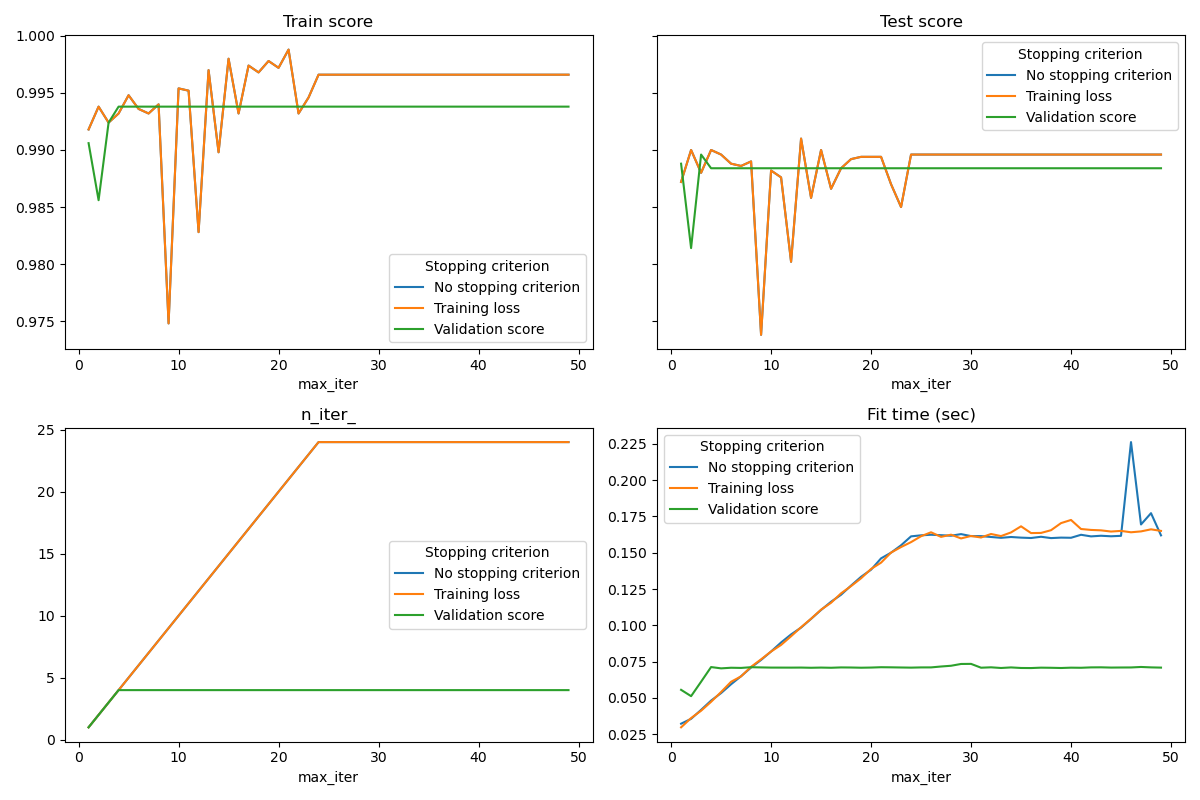 Train score
1.000
0.995
0.990
0.985
0.980
0.975
Stopping criterion
No stopping criterion
Training loss
Validation score
0 10 20 30 40 50
max_iter
Test score
Stopping criterion
No stopping criterion
Training loss
Validation score
0 10 20 30 40 50
max_iter
n_iter_
25
20
15
10
5
0
Stopping criterion
No stopping criterion
Training loss
Validation score
0 10 20 30 40 50
max_iter
Fit time (sec)
0.225
0.200
0.175
0.150
0.125
0.100
0.075
0.050
0.025
Stopping criterion
No stopping criterion
Training loss
Validation score
0 10 20 30 40 50
max_iter